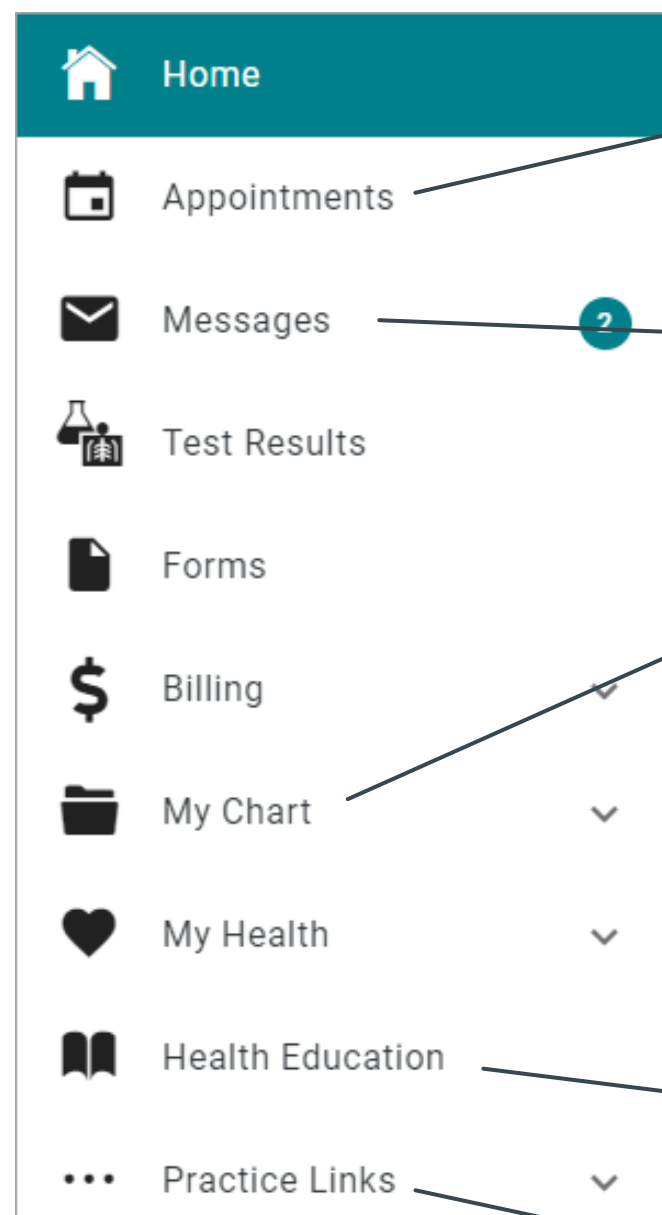 Home
Appointments
Messages 2
Test Results
Forms
Billing
My Chart
My Health
Health Education
Practice Links